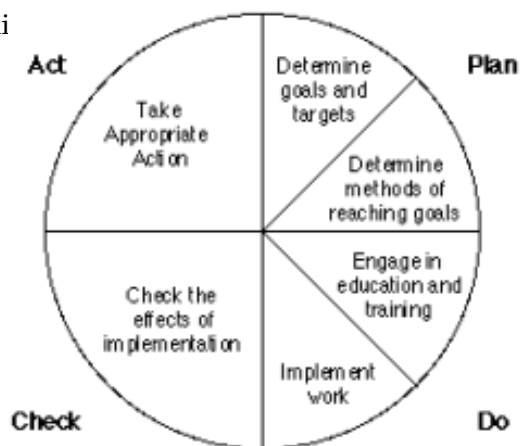 i
Act
Plan
Determine
goals and
targets
Take
Appropriate
Action
Determine
methods of
reaching goals
Engage in
education and
training
Check the
effects of
implementation
Implement
work
Check
Do